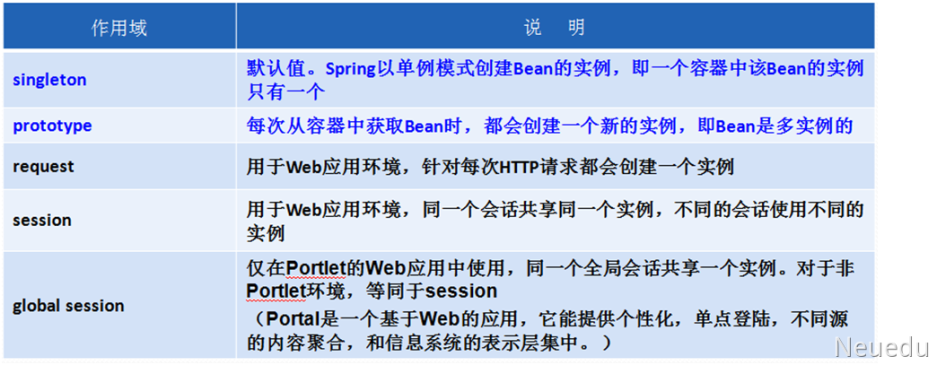 作用域 说 明
singleton 默认值。Spring以单例模式创建Bean的实例，即一个容器中该Bean的实例
只有一个
prototype 每次从容器中获取Bean时，都会创建一个新的实例，即Bean是多实例的
request 用于Web应用环境，针对每次HTTP请求都会创建一个实例
session 用于Web应用环境，同一个会话共享同一个实例，不同的会话使用不同的
实例
global session 仅在Portlet的Web应用中使用，同一个全局会话共享一个实例。对于非
Portlet环境，等同于session
（Portal是一个基于Web的应用，它能提供个性化，单点登陆，不同源
的内容聚合，和信息系统的表示层集中。）
Neuedu